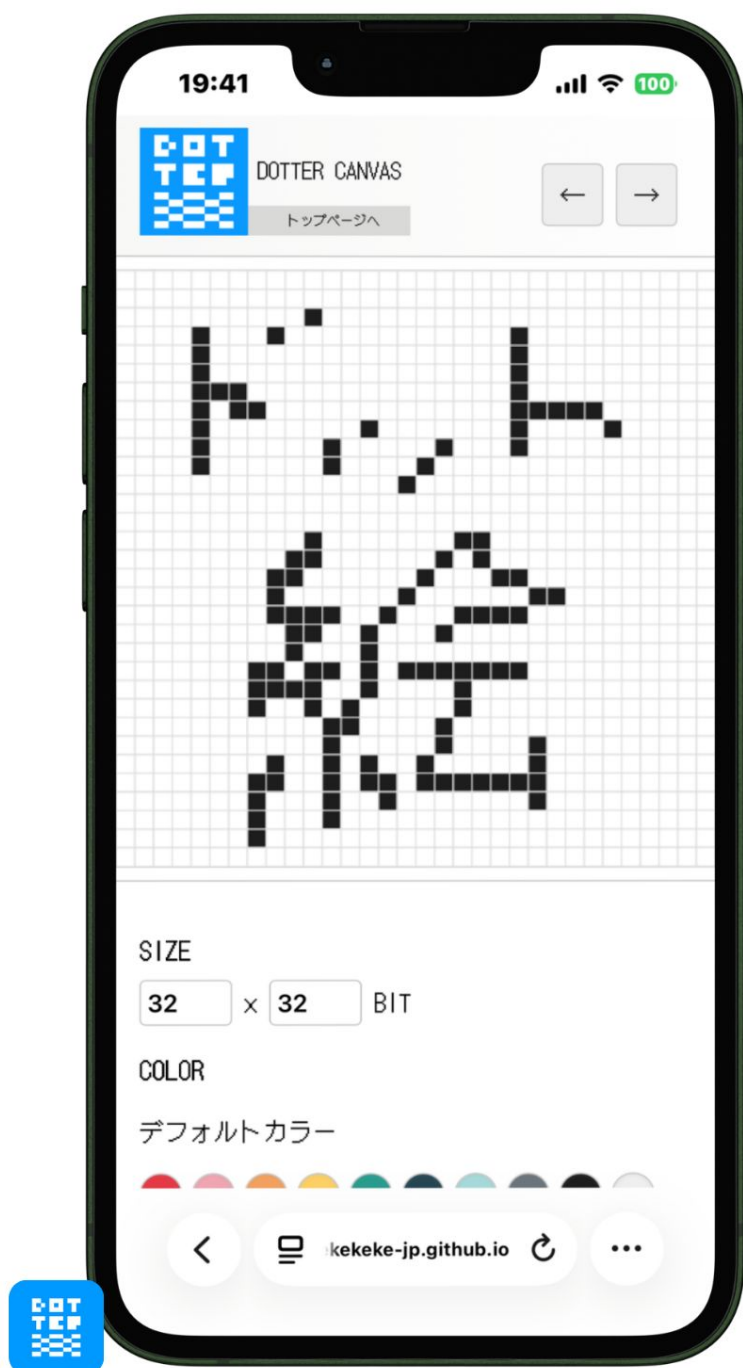 19:41
100
DOT
TER
DOTTER CANVAS
トップページへ
← →
ドット
絵
SIZE
32 x 32 BIT
COLOR
デフォルトカラー
kekeke-jp.github.io
DOT
TER